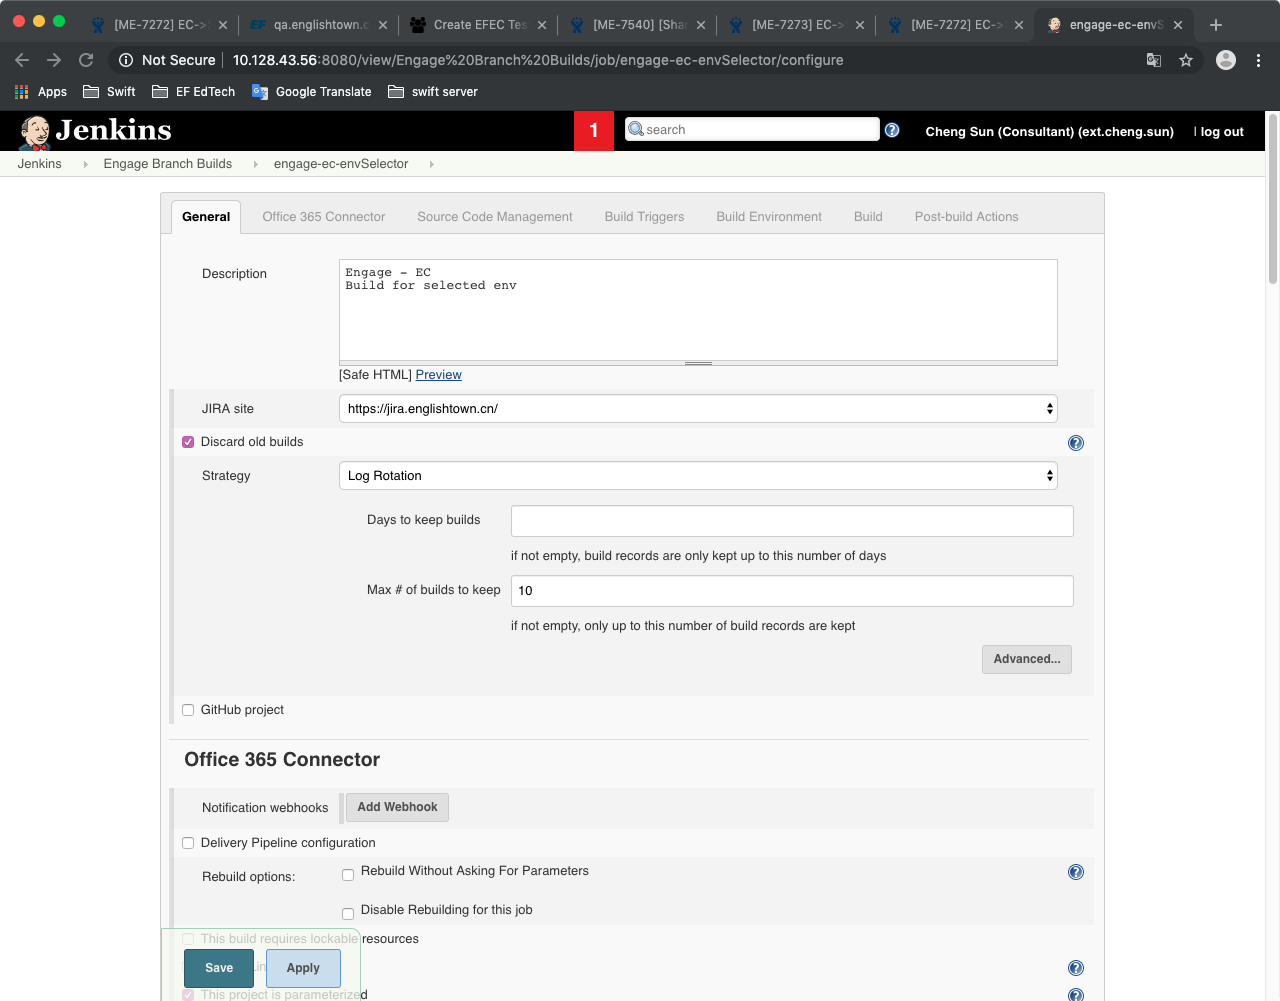 [ME-7272] EC-> qa.englishtown.c Create EFEC Tes [ME-7540] [Sha [ME-7273] EC-> [ME-7272] EC-> engage-ec-envS
Not Secure | 10.128.43.56:8080/view/Engage%20Branch%20Builds/job/engage-ec-envSelector/configure
Apps Swift EF EdTech Google Translate swift server
Jenkins 1 search Cheng Sun (Consultant) (ext.cheng.sun) | log out
Jenkins Engage Branch Builds engage-ec-envSelector
General Office 365 Connector Source Code Management Build Triggers Build Environment Build Post-build Actions
Description
Engage - EC
Build for selected env
[Safe HTML] Preview
JIRA site https://jira.englishtown.cn/
Discard old builds
Strategy Log Rotation
Days to keep builds
if not empty, build records are only kept up to this number of days
Max # of builds to keep 10
if not empty, only up to this number of build records are kept
Advanced...
GitHub project
Office 365 Connector
Notification webhooks Add Webhook
Delivery Pipeline configuration
Rebuild options: Rebuild Without Asking For Parameters
Disable Rebuilding for this job
This build requires lockable resources
Save Apply
This project is parameterized